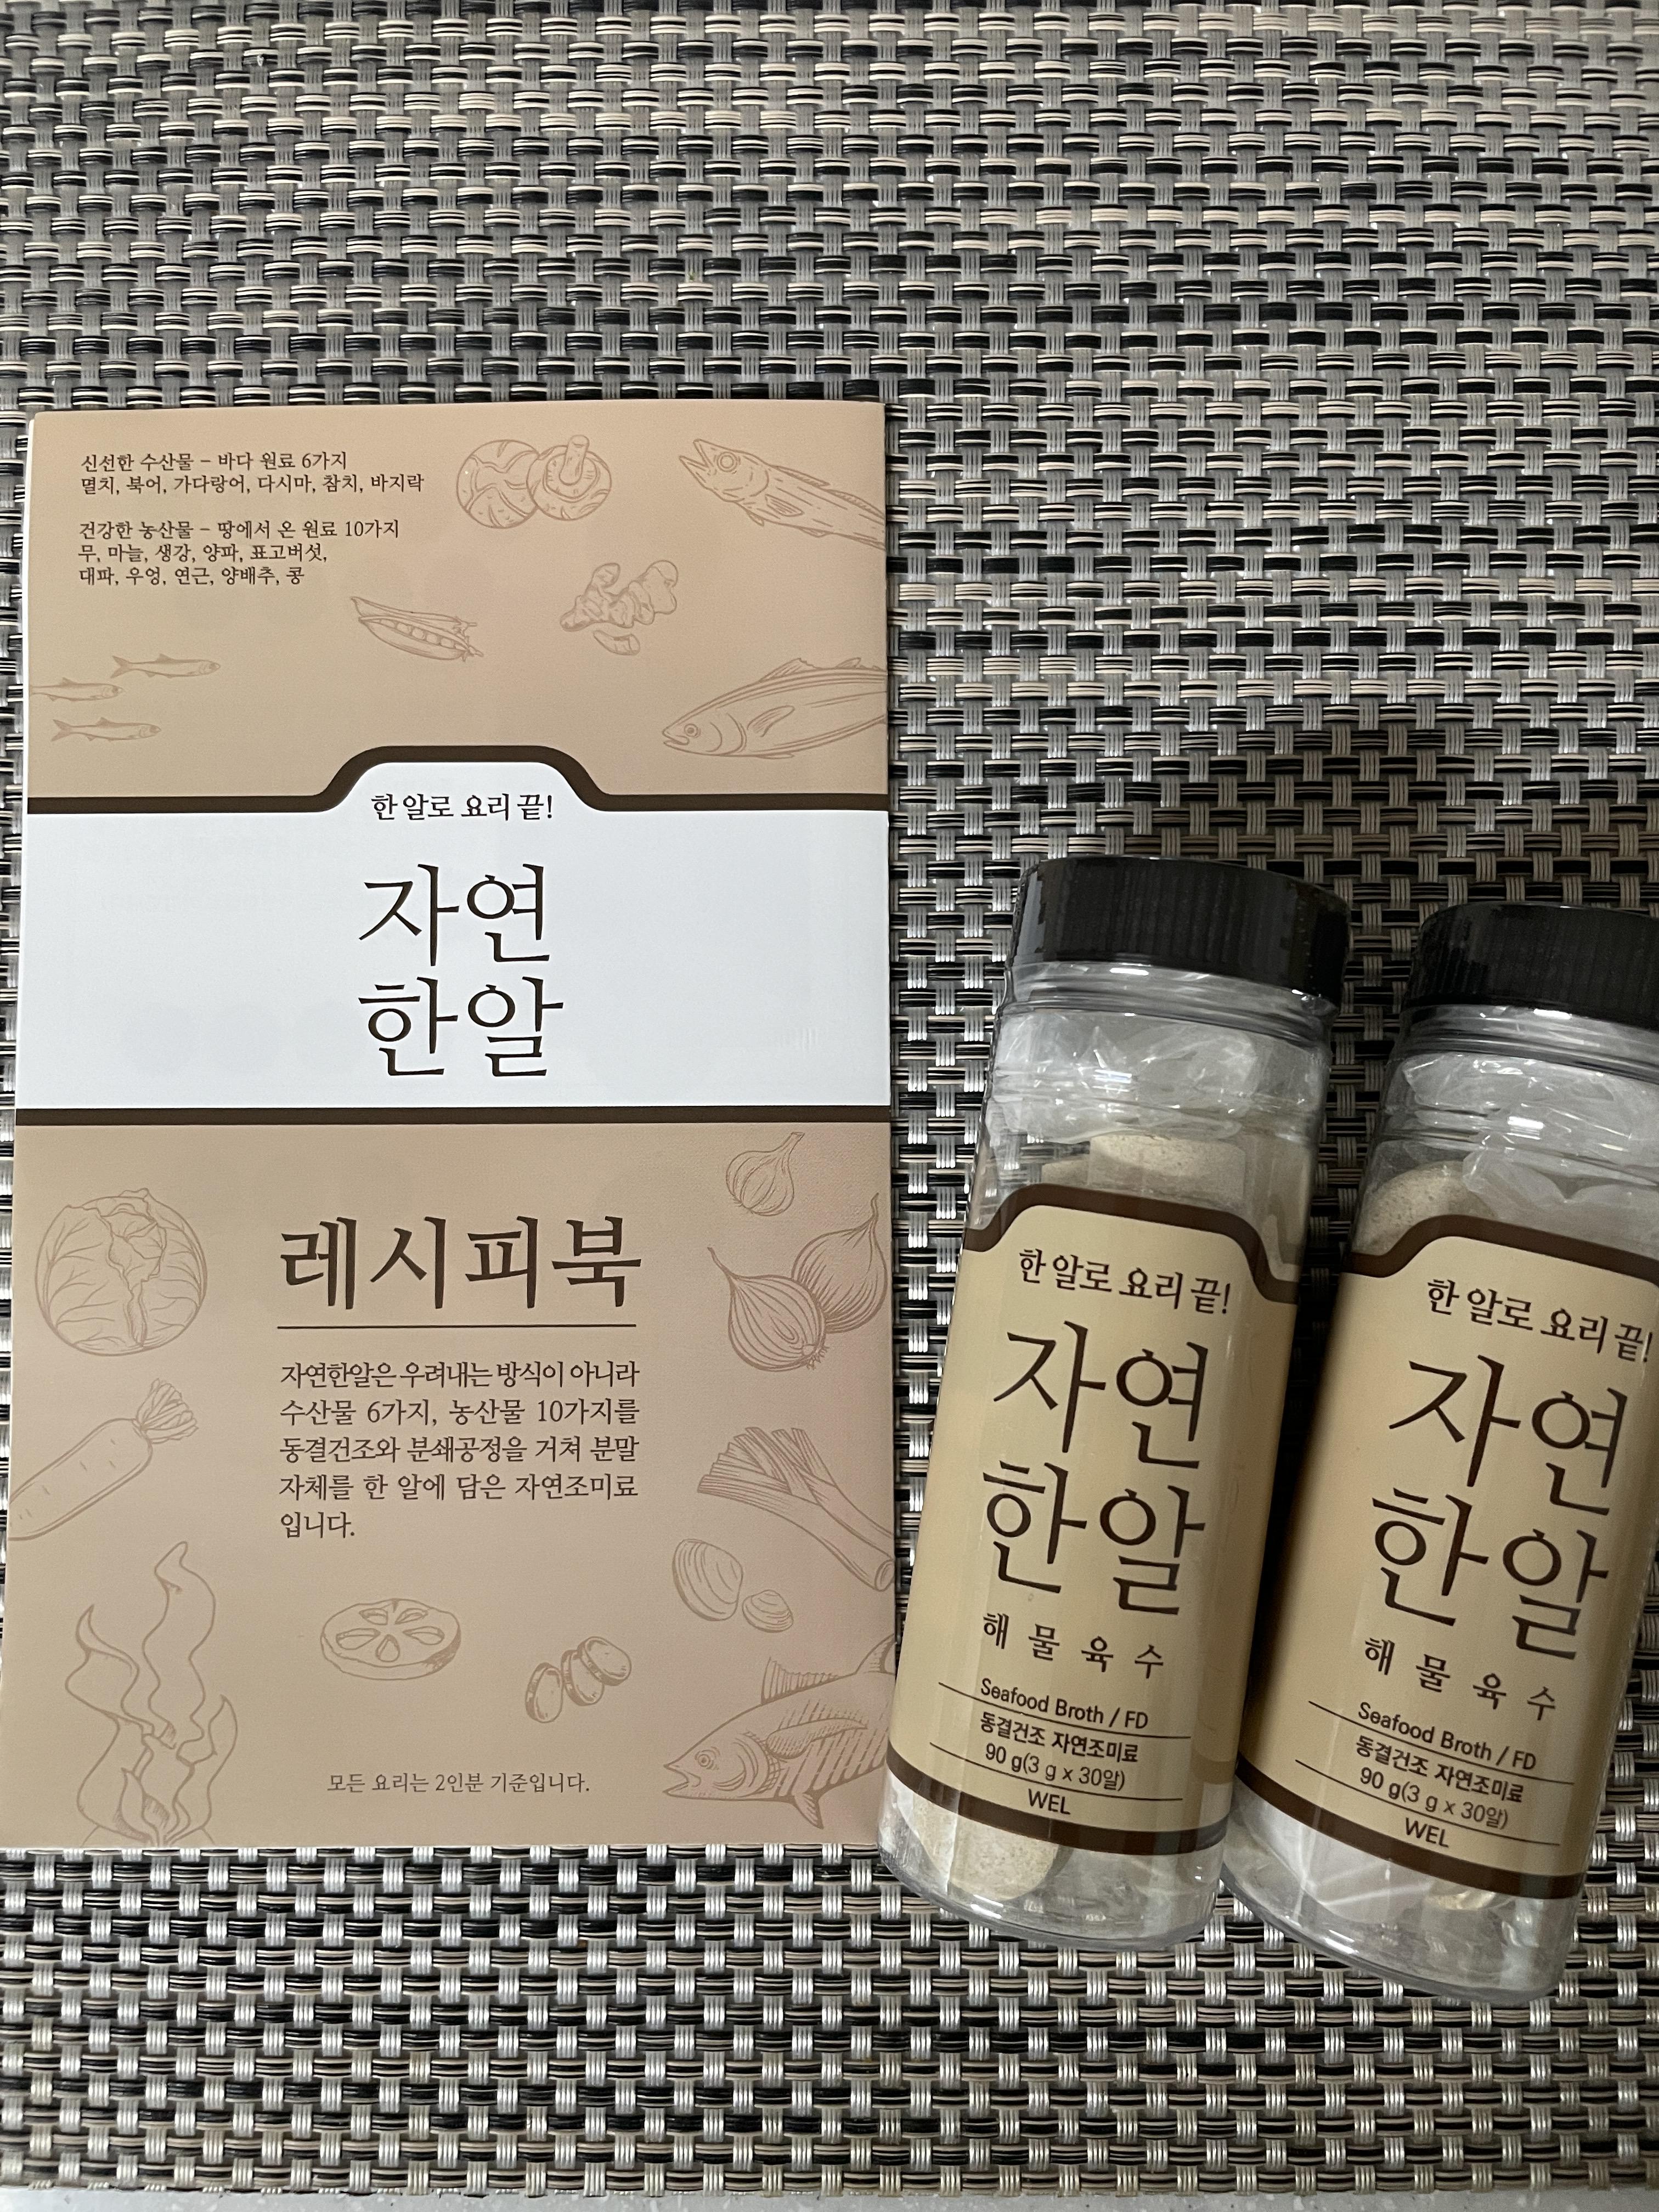 신선한 수산물 - 바다 원료 6가지
멸치, 북어, 가다랑어, 다시마, 참치, 바지락
건강한 농산물 - 땅에서 온 원료 10가지
무, 마늘, 생강, 양파, 표고버섯,
대파, 우엉, 연근, 양배추, 콩
한 알로 요리 끝!
자연
한알
레시피북
자연한알은 우려내는 방식이 아니라
수산물 6가지, 농산물 10가지를
동결건조와 분쇄공정을 거쳐 분말
자체를 한 알에 담은 자연조미료
입니다.
모든 요리는 2인분 기준입니다.
한 알로 요리 끝!
자연
한알
해물육수
Seafood Broth / FD
동결건조 자연조미료
90 g(3 g x 30알)
WEL
한 알로 요리 끝!
자연
한알
해물육수
Seafood Broth / FD
동결건조 자연조미료
90 g(3 g x 30알)
WEL